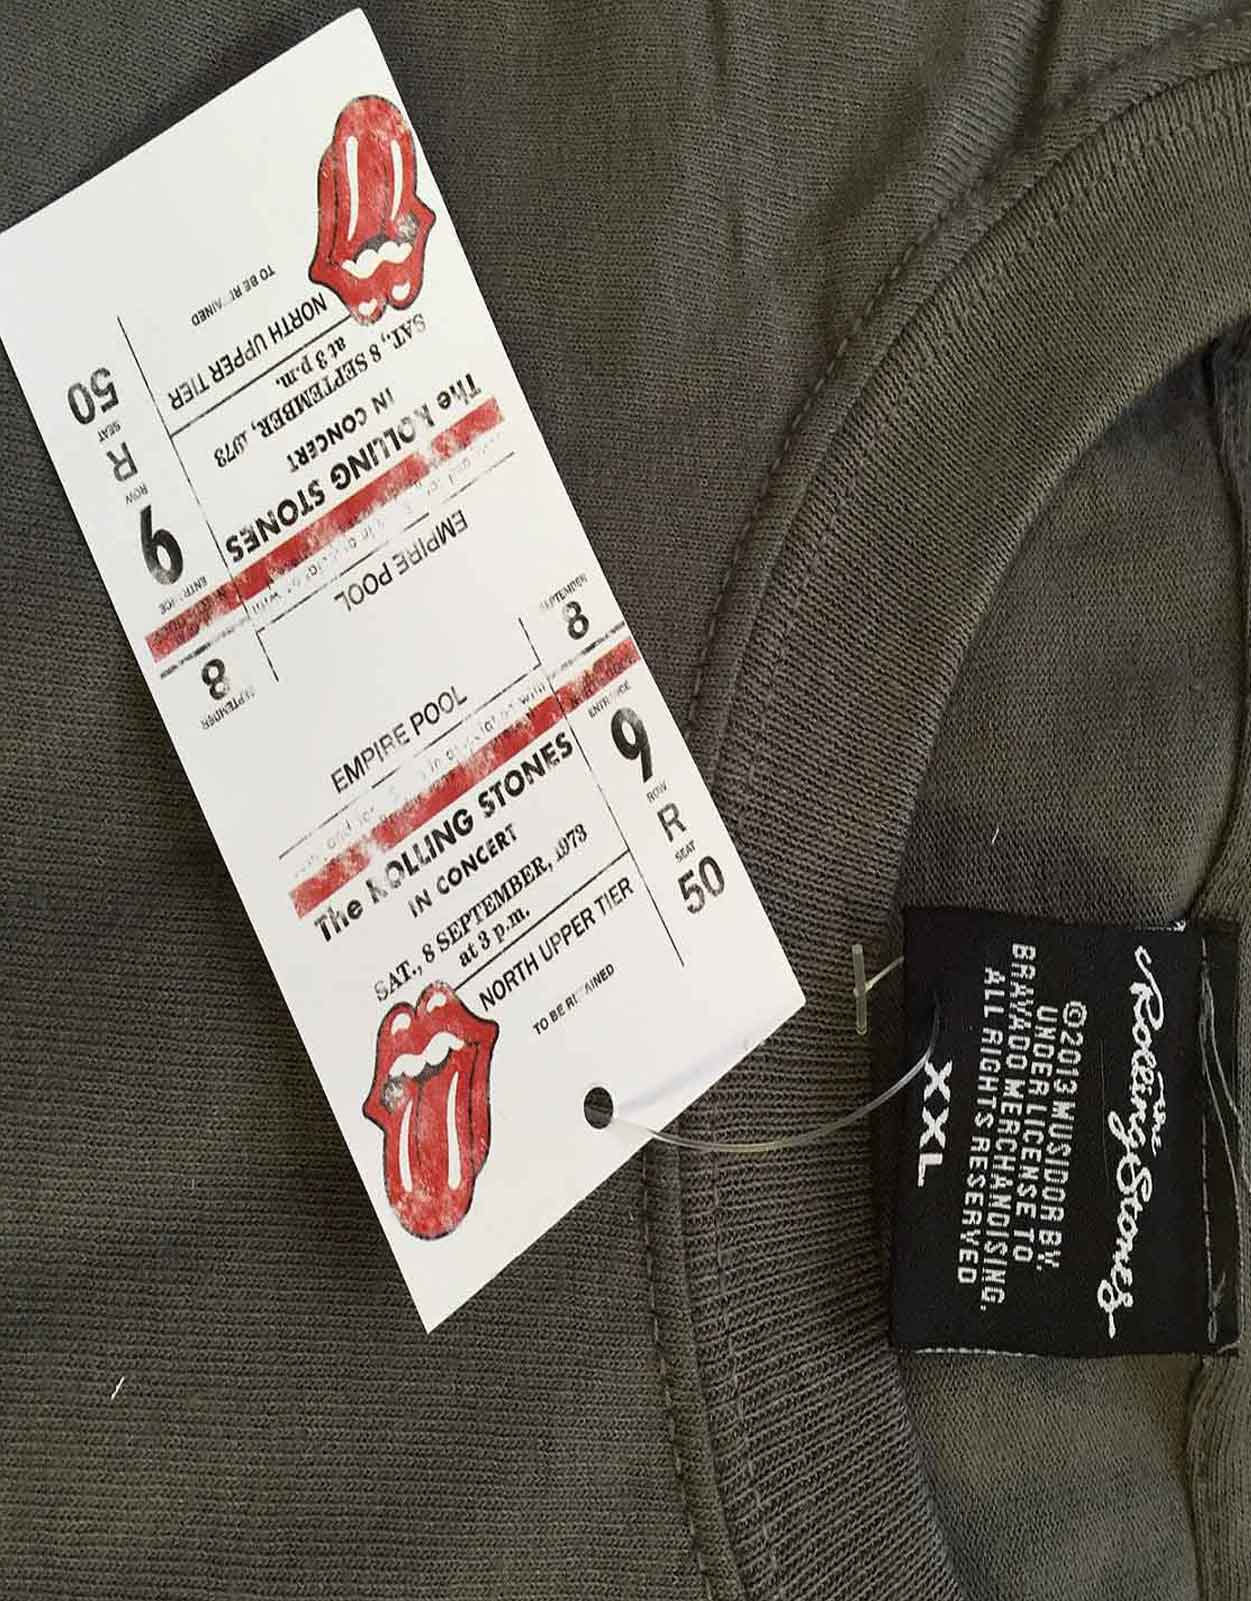 EMPIRE POOL
The ROLLING STONES
IN CONCERT
SAT., 8 SEPTEMBER, 1973
at 3 p.m.
NORTH UPPER TIER
TO BE RETAINED
SEPTEMBER
8
ENTRANCE
9
ROW
R
SEAT
50
EMPIRE POOL
The ROLLING STONES
IN CONCERT
SAT., 8 SEPTEMBER, 1973
at 3 p.m.
NORTH UPPER TIER
TO BE RETAINED
SEPTEMBER
8
ENTRANCE
9
ROW
R
SEAT
50
The Rolling Stones
©2013 MUSIDOR BV.
UNDER LICENSE TO
BRAVADO MERCHANDISING.
ALL RIGHTS RESERVED
XXL